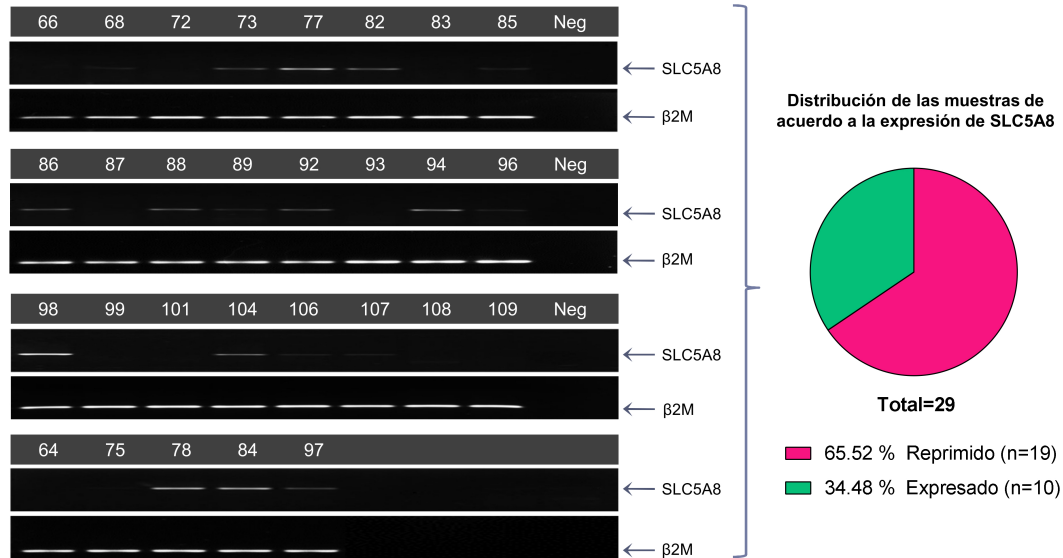 66 68 72 73 77 82 83 85 Neg
SLC5A8
β2M
86 87 88 89 92 93 94 96 Neg
SLC5A8
β2M
98 99 101 104 106 107 108 109 Neg
SLC5A8
β2M
64 75 78 84 97
SLC5A8
β2M
Distribución de las muestras de
acuerdo a la expresión de SLC5A8
Total=29
65.52 % Reprimido (n=19)
34.48 % Expresado (n=10)